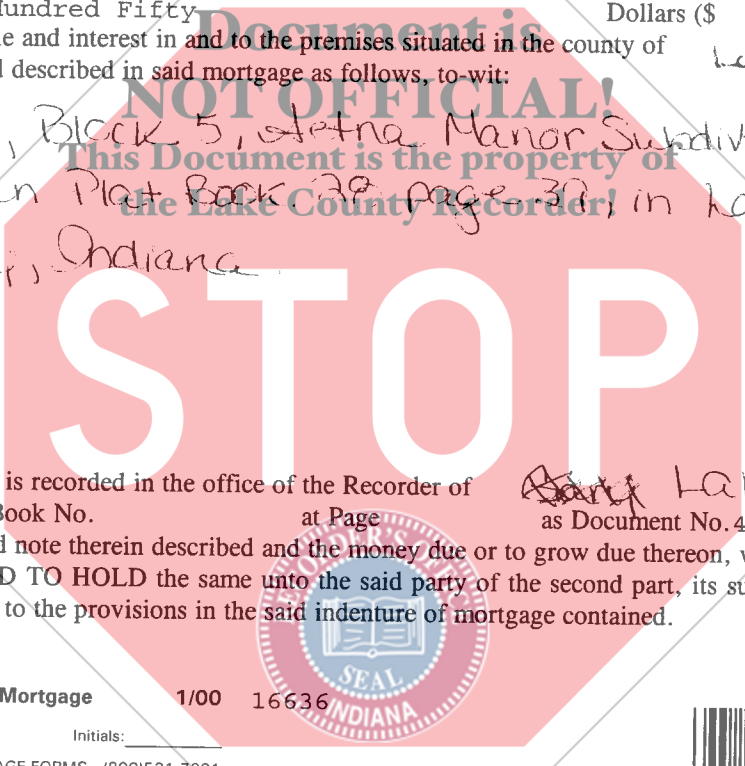 Hundred Fifty Dollars ($
Document is
e and interest in and to the premises situated in the county of
described in said mortgage as follows, to-wit:
NOT OFFICIAL!
, Block 5, Aetna Manor Subdiv
This Document is the property of
in Plat Book 38 page 39, in La
the Lake County Recorder!
, Indiana
STOP
is recorded in the office of the Recorder of La
Book No. at Page as Document No. 4
d note therein described and the money due or to grow due thereon, w
D TO HOLD the same unto the said party of the second part, its su
to the provisions in the said indenture of mortgage contained.
RECORDER'S
SEAL
INDIANA
Mortgage 1/00 16636
Initials: